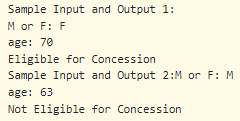 Sample Input and Output 1:
M or F: F
age: 70
Eligible for Concession
Sample Input and Output 2:M or F: M
age: 63
Not Eligible for Concession